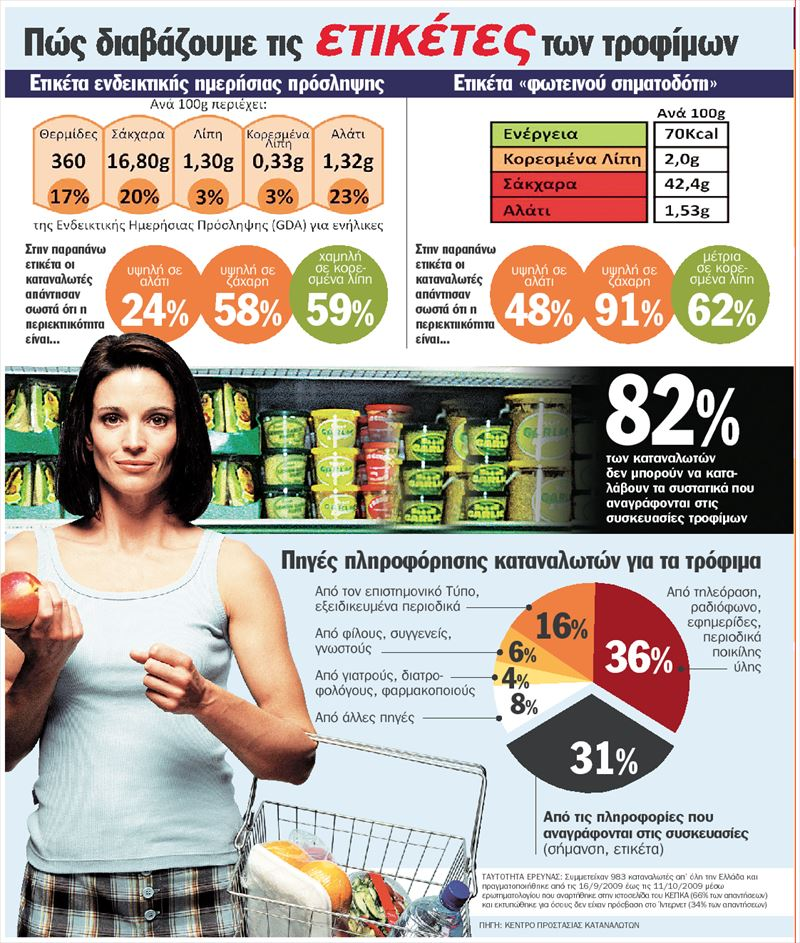 Πώς διαβάζουμε τις ετικέτες των τροφίμων
Ετικέτα ενδεικτικής ημερήσιας πρόσληψης
Ανά 100g περιέχει:
Θερμίδες
360
17%
Σάκχαρα
16,80g
20%
Λίπη
1,30g
3%
Κορεσμένα
Λίπη
0,33g
3%
Αλάτι
1,32g
23%
της Ενδεικτικής Ημερήσιας Πρόσληψης (GDA) για ενήλικες
Στην παραπάνω
ετικέτα οι
καταναλωτές
απάντησαν
σωστά ότι η
περιεκτικότητα
είναι...
υψηλή σε
αλάτι
24%
υψηλή σε
ζάχαρη
58%
χαμηλή
σε κορε-
σμένα λίπη
59%
Ετικέτα «φωτεινού σηματοδότη»
Ανά 100g
Ενέργεια 70Kcal
Κορεσμένα Λίπη 2,0g
Σάκχαρα 42,4g
Αλάτι 1,53g
Στην παραπάνω
ετικέτα οι
καταναλωτές
απάντησαν
σωστά ότι η
περιεκτικότητα
είναι...
υψηλή σε
αλάτι
48%
υψηλή σε
ζάχαρη
91%
μέτρια
σε κορε-
σμένα λίπη
62%
82%
των καταναλωτών
δεν μπορούν να κατα-
λάβουν τα συστατικά που
αναγράφονται στις
συσκευασίες τροφίμων
Πηγές πληροφόρησης καταναλωτών για τα τρόφιμα
Από τον επιστημονικό Τύπο,
εξειδικευμένα περιοδικά
16%
Από φίλους, συγγενείς,
γνωστούς
6%
Από γιατρούς, διατρο-
φολόγους, φαρμακοποιούς
4%
Από άλλες πηγές
8%
Από τηλεόραση,
ραδιόφωνο,
εφημερίδες,
περιοδικά
ποικίλης
ύλης
36%
31%
Από τις πληροφορίες που
αναγράφονται στις συσκευασίες
(σήμανση, ετικέτα)
ΤΑΥΤΟΤΗΤΑ ΕΡΕΥΝΑΣ: Συμμετείχαν 983 καταναλωτές απ' όλη την Ελλάδα και
πραγματοποιήθηκε από τις 16/9/2009 έως τις 11/10/2009 μέσω
ερωτηματολογίου που αναρτήθηκε στην ιστοσελίδα του ΚΕΠΚΑ (66% των απαντήσεων)
και εκτυπώθηκε για όσους δεν είχαν πρόσβαση στο Ίντερνετ (34% των απαντήσεων)
ΠΗΓΗ: ΚΕΝΤΡΟ ΠΡΟΣΤΑΣΙΑΣ ΚΑΤΑΝΑΛΩΤΩΝ